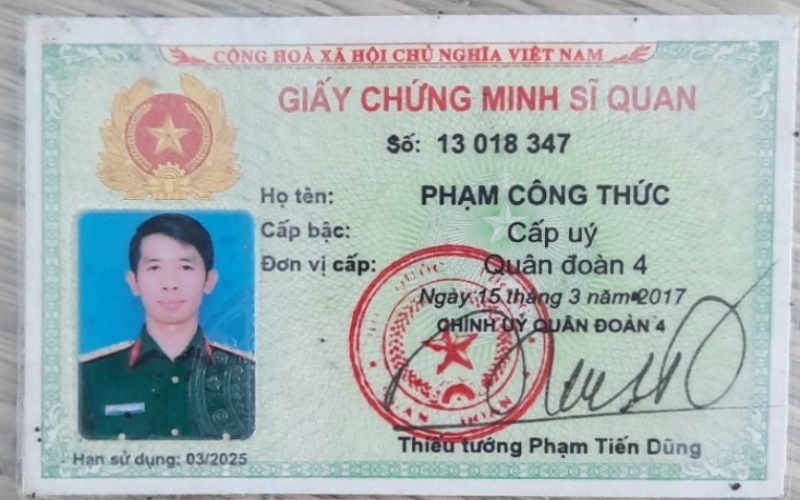 CỘNG HOÀ XÃ HỘI CHỦ NGHĨA VIỆT NAM
GIẤY CHỨNG MINH SĨ QUAN
Số: 13 018 347
Họ tên: PHẠM CÔNG THỨC
Cấp bậc: Cấp uý
Đơn vị cấp: Quân đoàn 4
Ngày 15 tháng 3 năm 2017
CHÍNH UỶ QUÂN ĐOÀN 4
Thiếu tướng Phạm Tiến Dũng
Hạn sử dụng: 03/2025